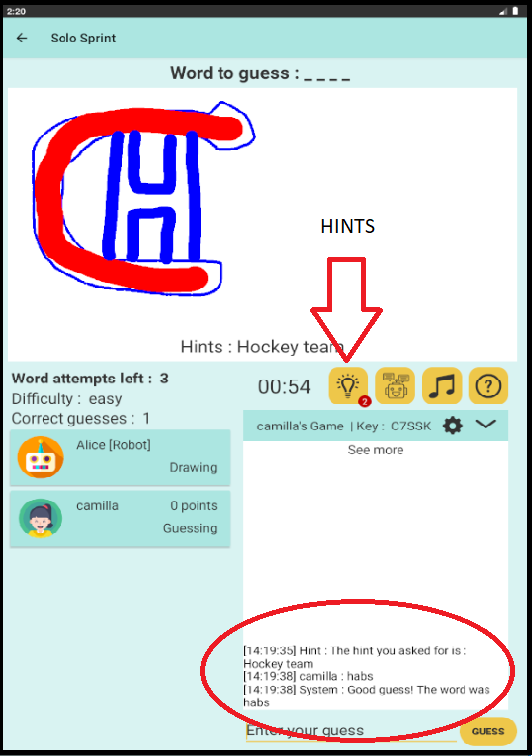 2:20
Solo Sprint
Word to guess : _ _ _ _
HINTS
Hints : Hockey team
Word attempts left : 3
Difficulty : easy
Correct guesses : 1
00:54
2
?
camilla's Game | Key : C7SSK
Alice [Robot]
Drawing
camilla
0 points
Guessing
See more
[14:19:35] Hint : The hint you asked for is :
Hockey team
[14:19:38] camilla : habs
[14:19:38] System : Good guess! The word was
habs
Enter your guess
GUESS